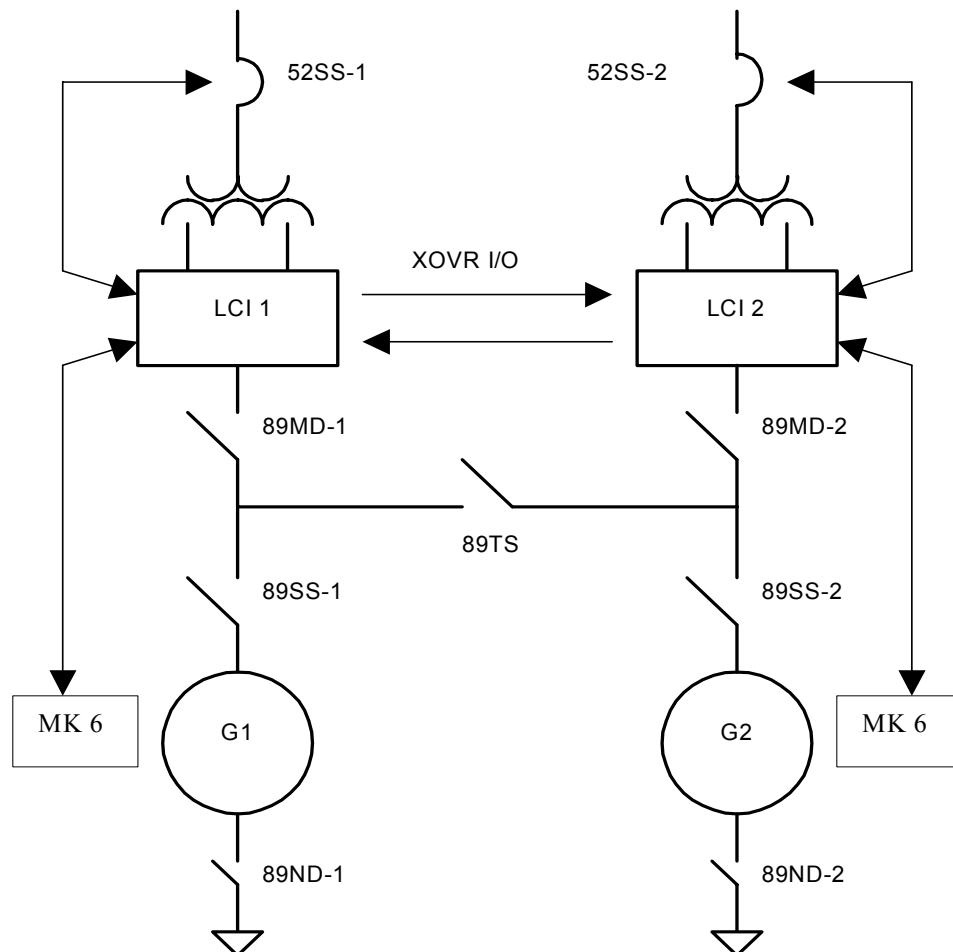 52SS-1
52SS-2
XOVR I/O
LCI 1
LCI 2
89MD-1
89MD-2
89TS
89SS-1
89SS-2
MK 6
G1
G2
MK 6
89ND-1
89ND-2